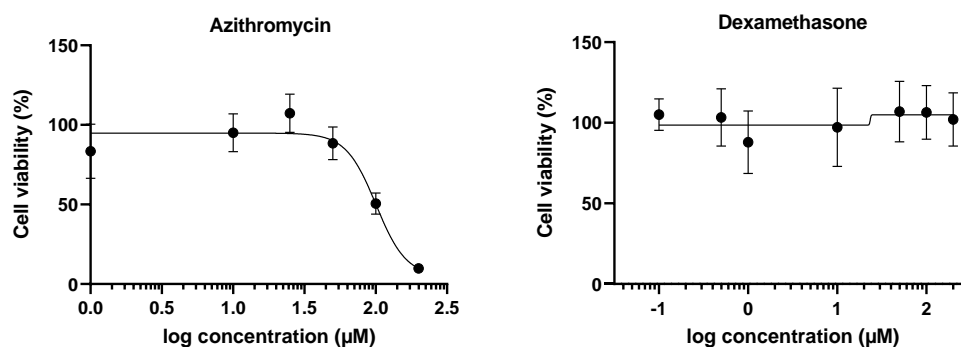 Azithromycin
Cell viability (%)
150
100
50
0
0.0 0.5 1.0 1.5 2.0 2.5
log concentration (µM)
Dexamethasone
Cell viability (%)
150
100
50
0
-1 0 1 2
log concentration (µM)